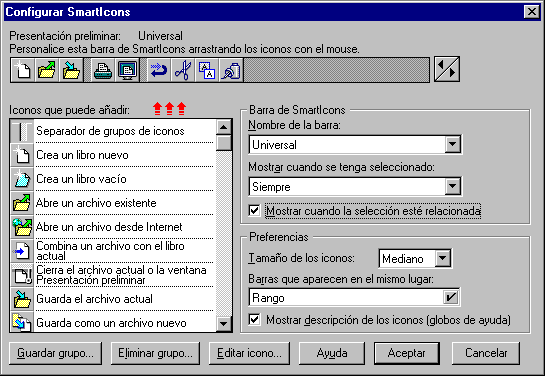 Configurar SmartIcons
Presentación preliminar: Universal
Personalice esta barra de SmartIcons arrastrando los iconos con el mouse.
Iconos que puede añadir:
Separador de grupos de iconos
Crea un libro nuevo
Crea un libro vacío
Abre un archivo existente
Abre un archivo desde Internet
Combina un archivo con el libro
actual
Cierra el archivo actual o la ventana
Presentación preliminar
Guarda el archivo actual
Guarda como un archivo nuevo
Barra de SmartIcons
Nombre de la barra:
Universal
Mostrar cuando se tenga seleccionado:
Siempre
Mostrar cuando la selección esté relacionada
Preferencias
Tamaño de los iconos: Mediano
Barras que aparecen en el mismo lugar:
Rango
Mostrar descripción de los iconos (globos de ayuda)
Guardar grupo... Eliminar grupo... Editar icono... Ayuda Aceptar Cancelar